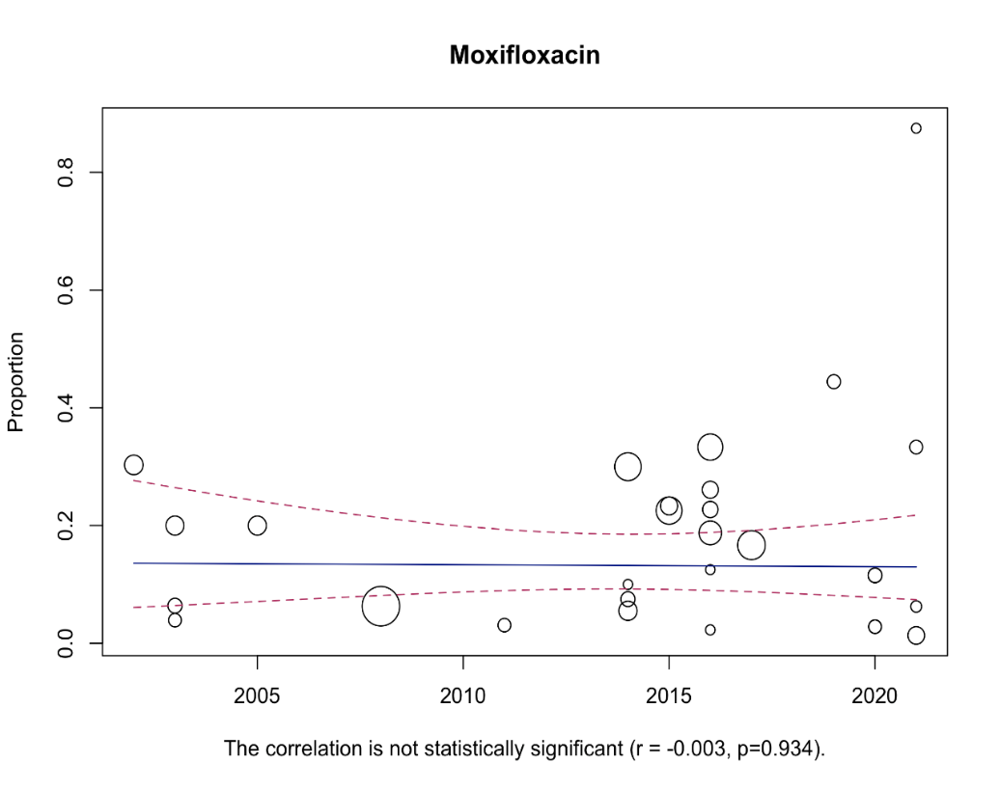 Moxifloxacin
Proportion
0.8
0.6
0.4
0.2
0.0
2005 2010 2015 2020
The correlation is not statistically significant (r = -0.003, p=0.934).